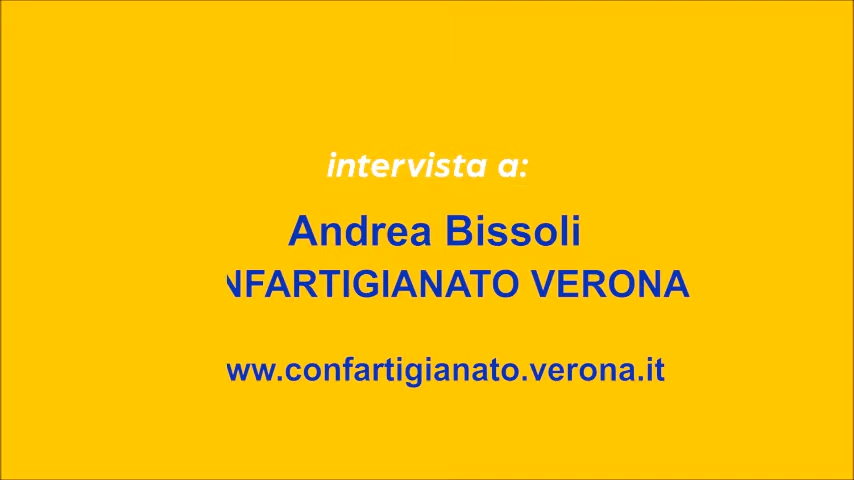 intervista a:
Andrea Bissoli
NFARTIGIANATO VERONA
ww.confartigianato.verona.it